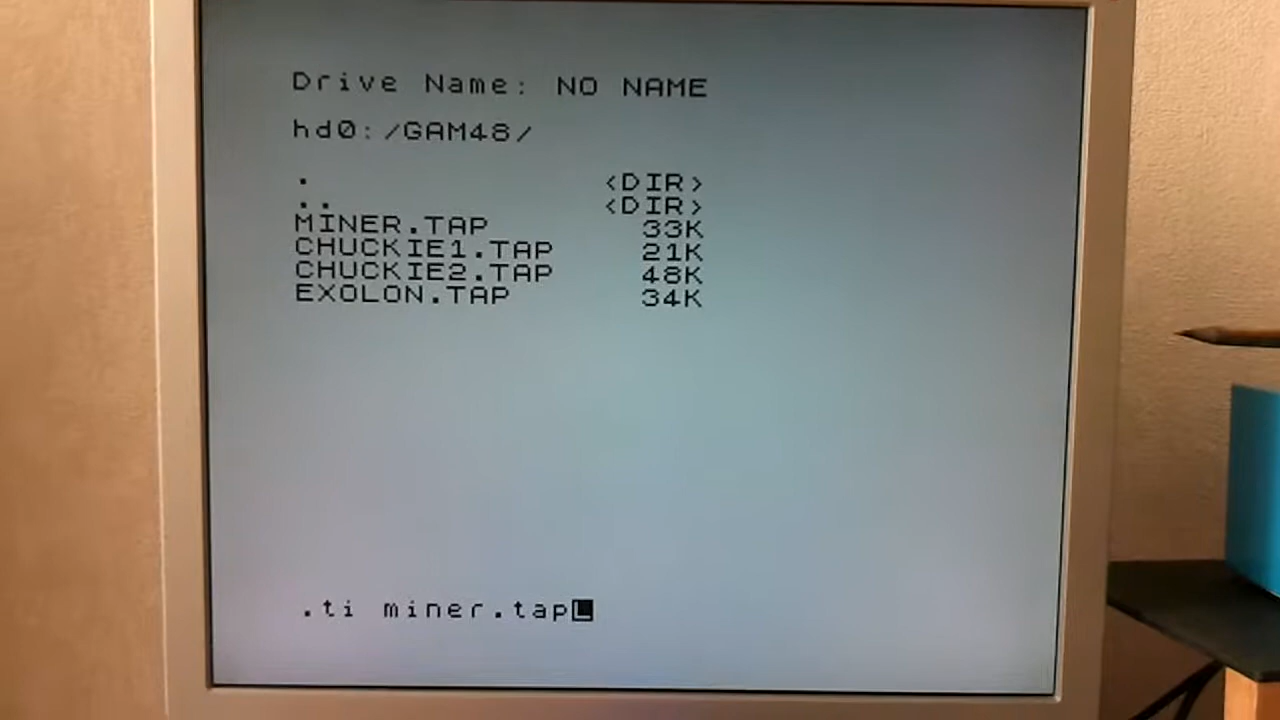 Drive Name: NO NAME
hd0:/GAM48/
. <DIR>
.. <DIR>
MINER.TAP 33K
CHUCKIE1.TAP 21K
CHUCKIE2.TAP 48K
EXOLON.TAP 34K
.ti miner.tapL